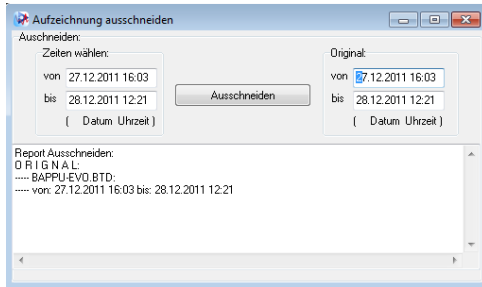 Aufzeichnung ausschneiden
Auschneiden:
Zeiten wählen:
von 27.12.2011 16:03
bis 28.12.2011 12:21
( Datum Uhrzeit )
Ausschneiden
Original:
von 27.12.2011 16:03
bis 28.12.2011 12:21
( Datum Uhrzeit )
Report Ausschneiden:
O R I G N A L:
----- BAPPU-EVO.BTD:
----- von: 27.12.2011 16:03 bis: 28.12.2011 12:21